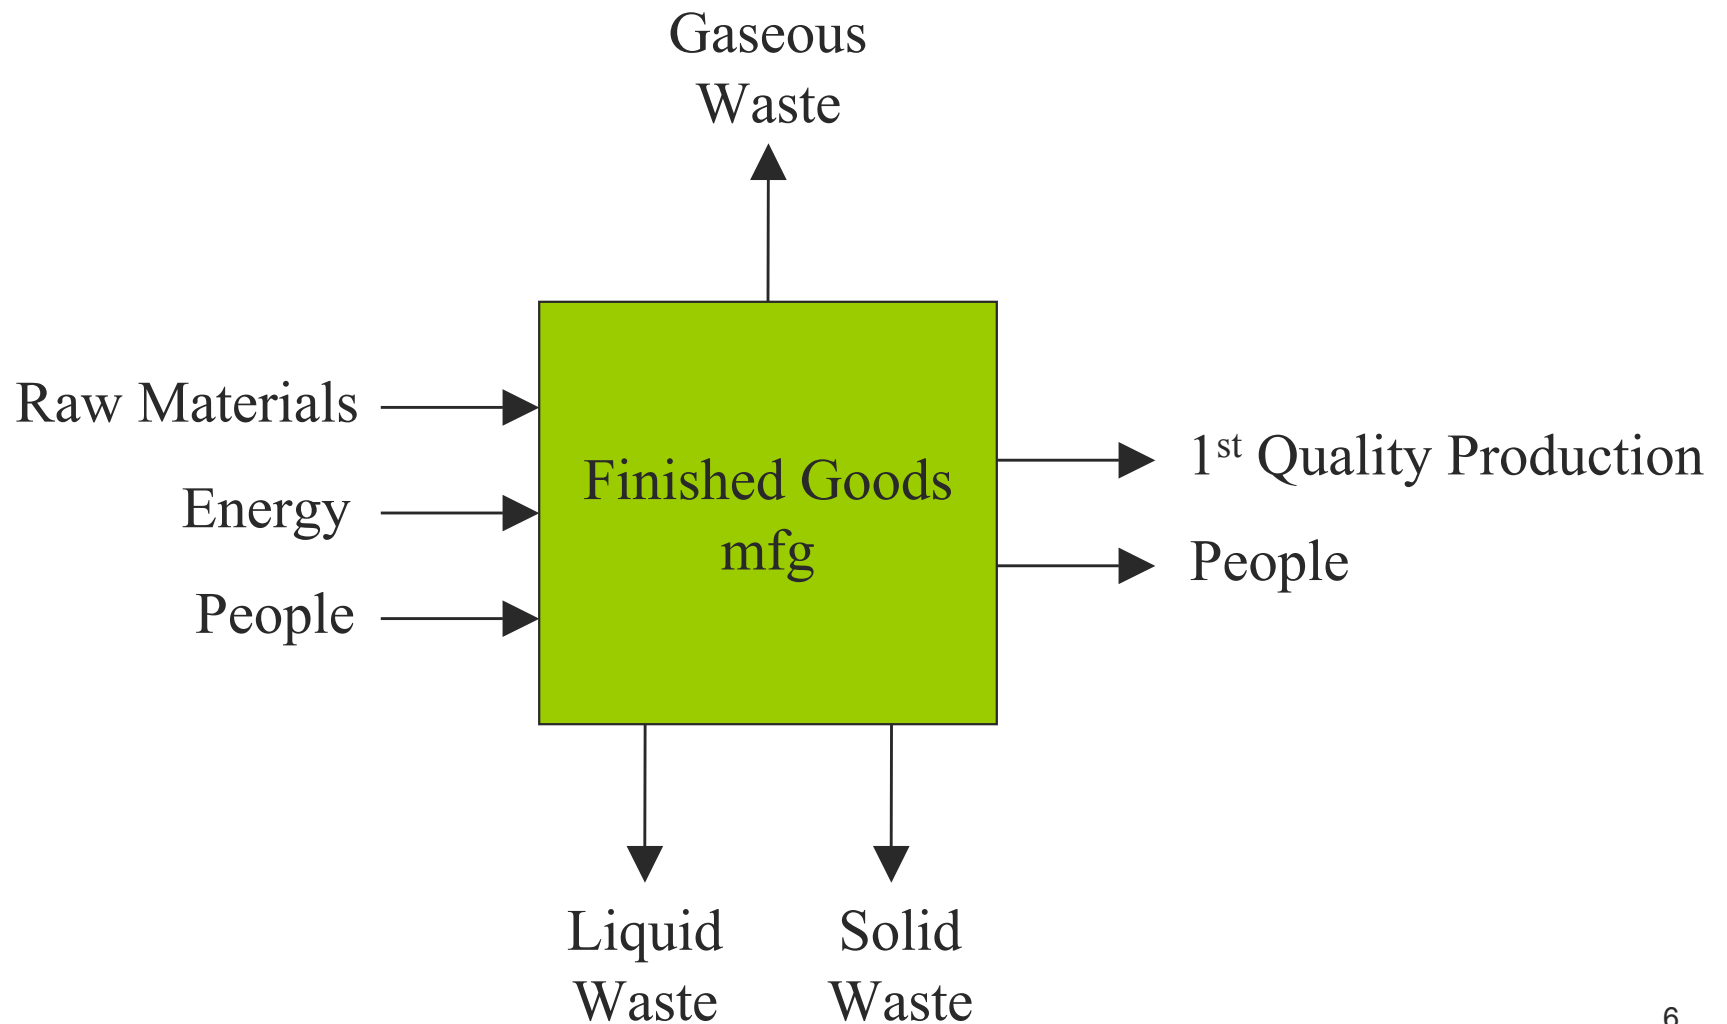 Gaseous
Waste
Raw Materials
Energy
People
Finished Goods
mfg
1st Quality Production
People
Liquid
Waste
Solid
Waste
6